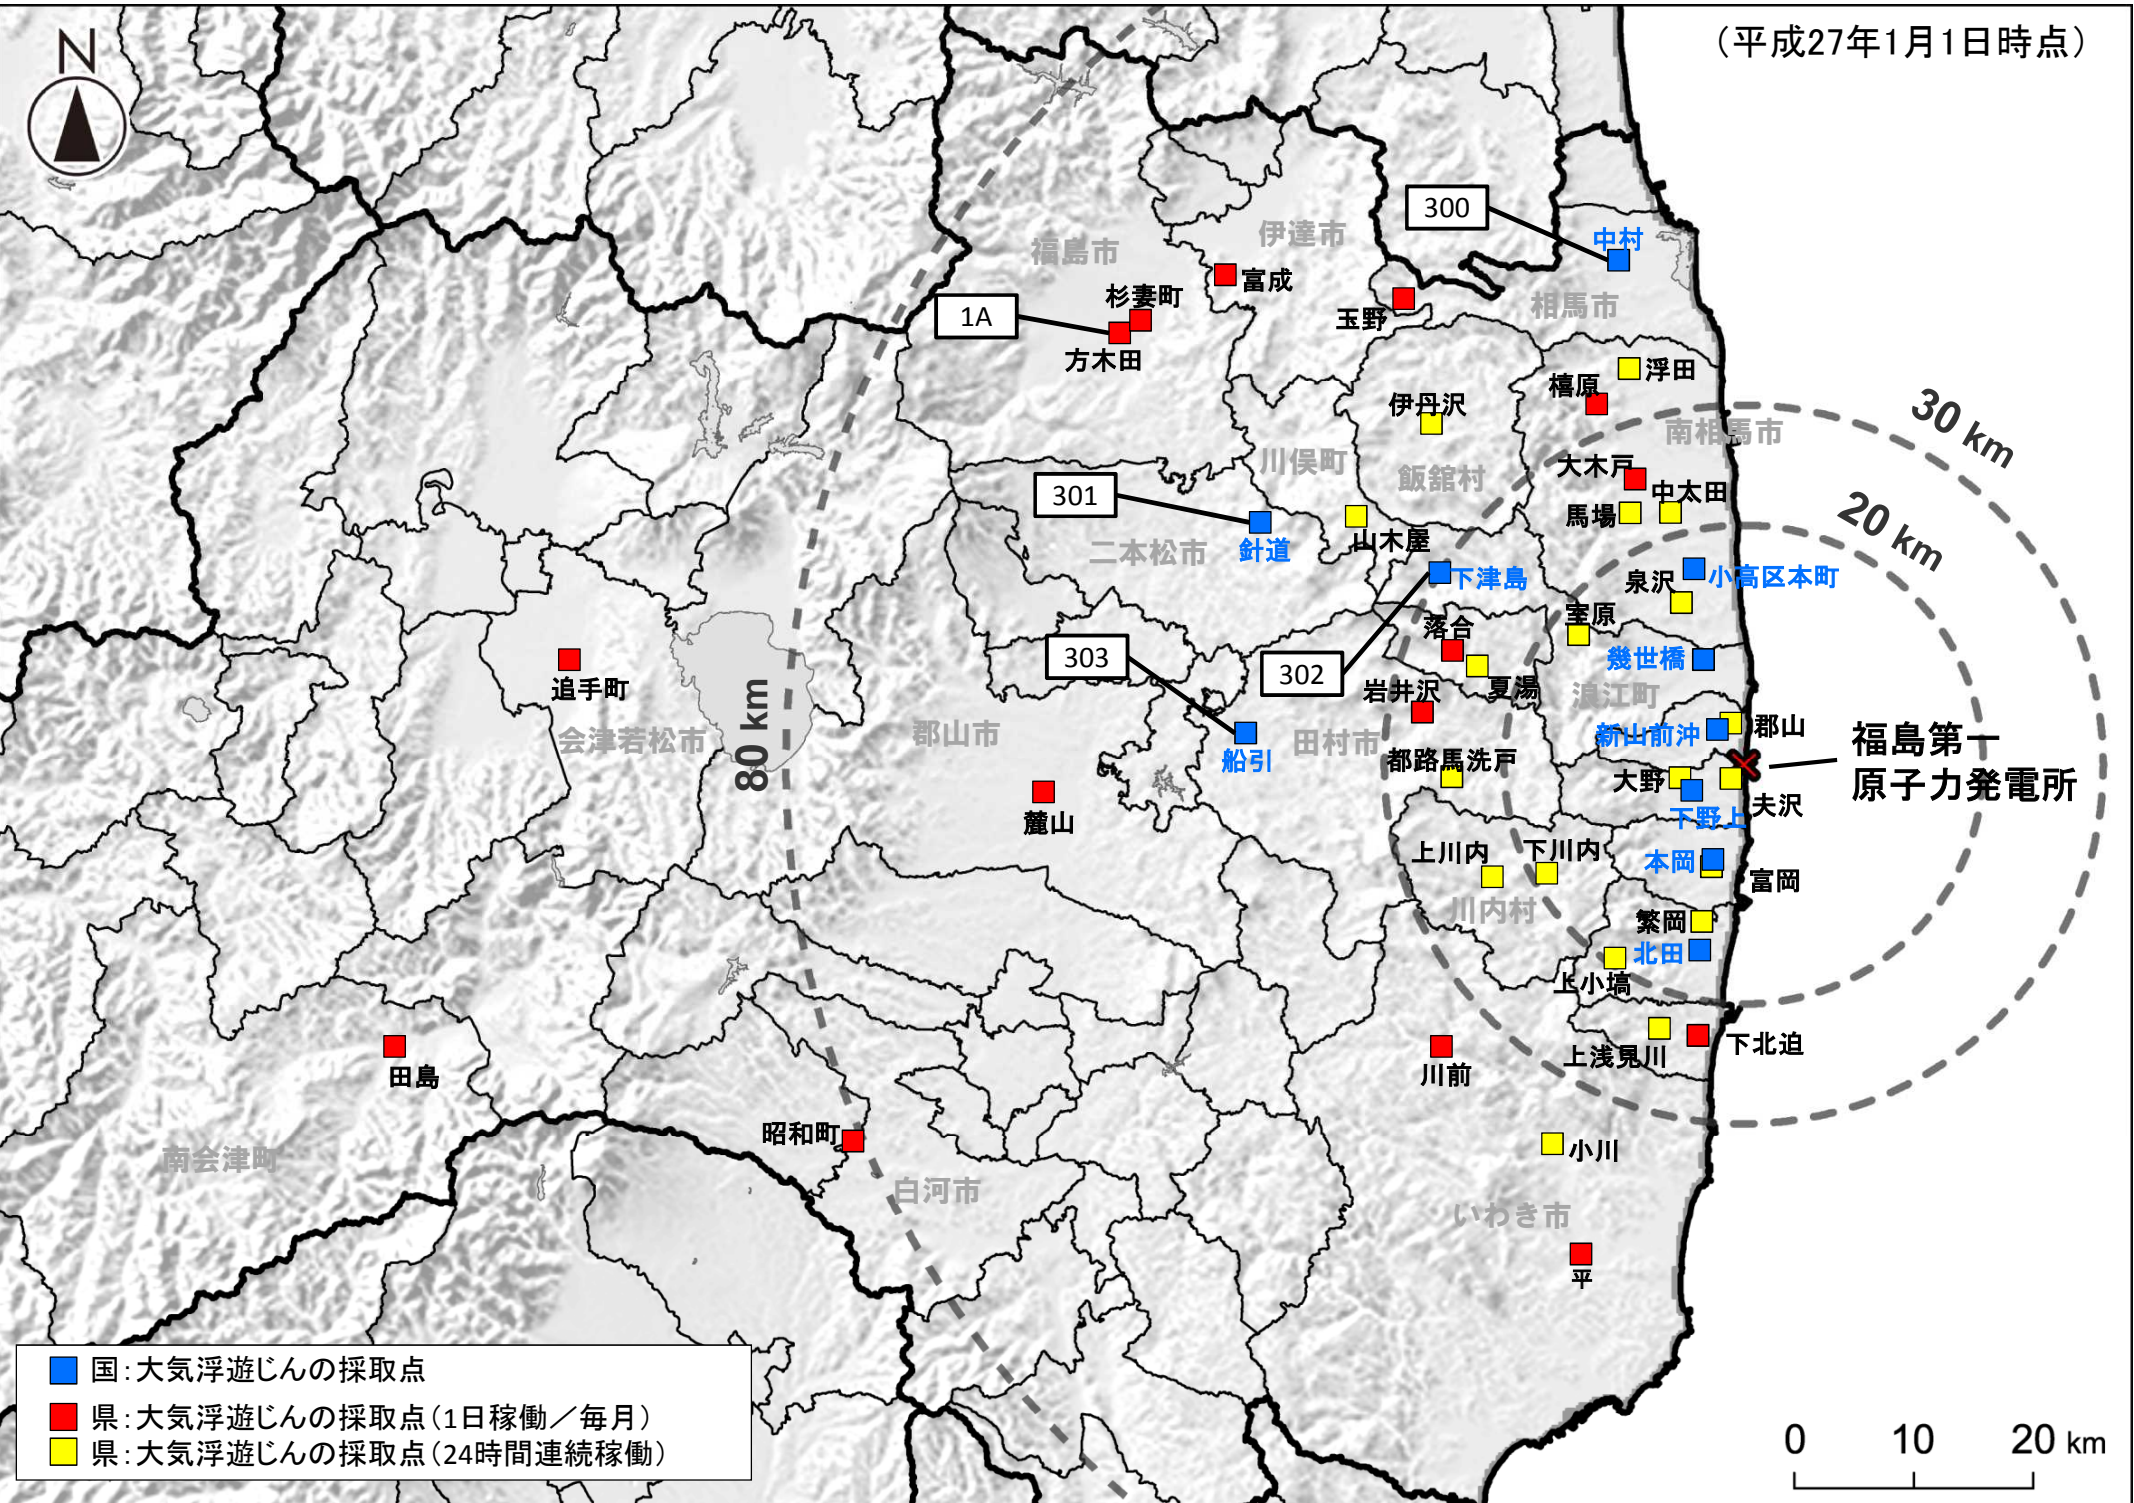 (平成27年1月1日時点)
N
300
中村
福島市
伊達市
富成
杉妻町
1A
方木田
玉野
相馬市
浮田
橲原
伊丹沢
30 km
南相馬市
川俣町
飯舘村
大木戸
中太田
馬場
20 km
301
針道
二本松市
山木屋
下津島
小高区本町
泉沢
室原
落合
303
302
幾世橋
夏湯
岩井沢
浪江町
追手町
会津若松市
80 km
郡山市
船引
田村市
新山前沖
郡山
都路馬洗戸
大野
福島第一
原子力発電所
夫沢
下野上
麓山
上川内
下川内
本岡
富岡
川内村
繁岡
北田
上小塙
田島
川前
上浅見川
下北迫
南会津町
昭和町
白河市
小川
いわき市
平
国:大気浮遊じんの採取点
県:大気浮遊じんの採取点(1日稼働/毎月)
県:大気浮遊じんの採取点(24時間連続稼働)
0 10 20 km